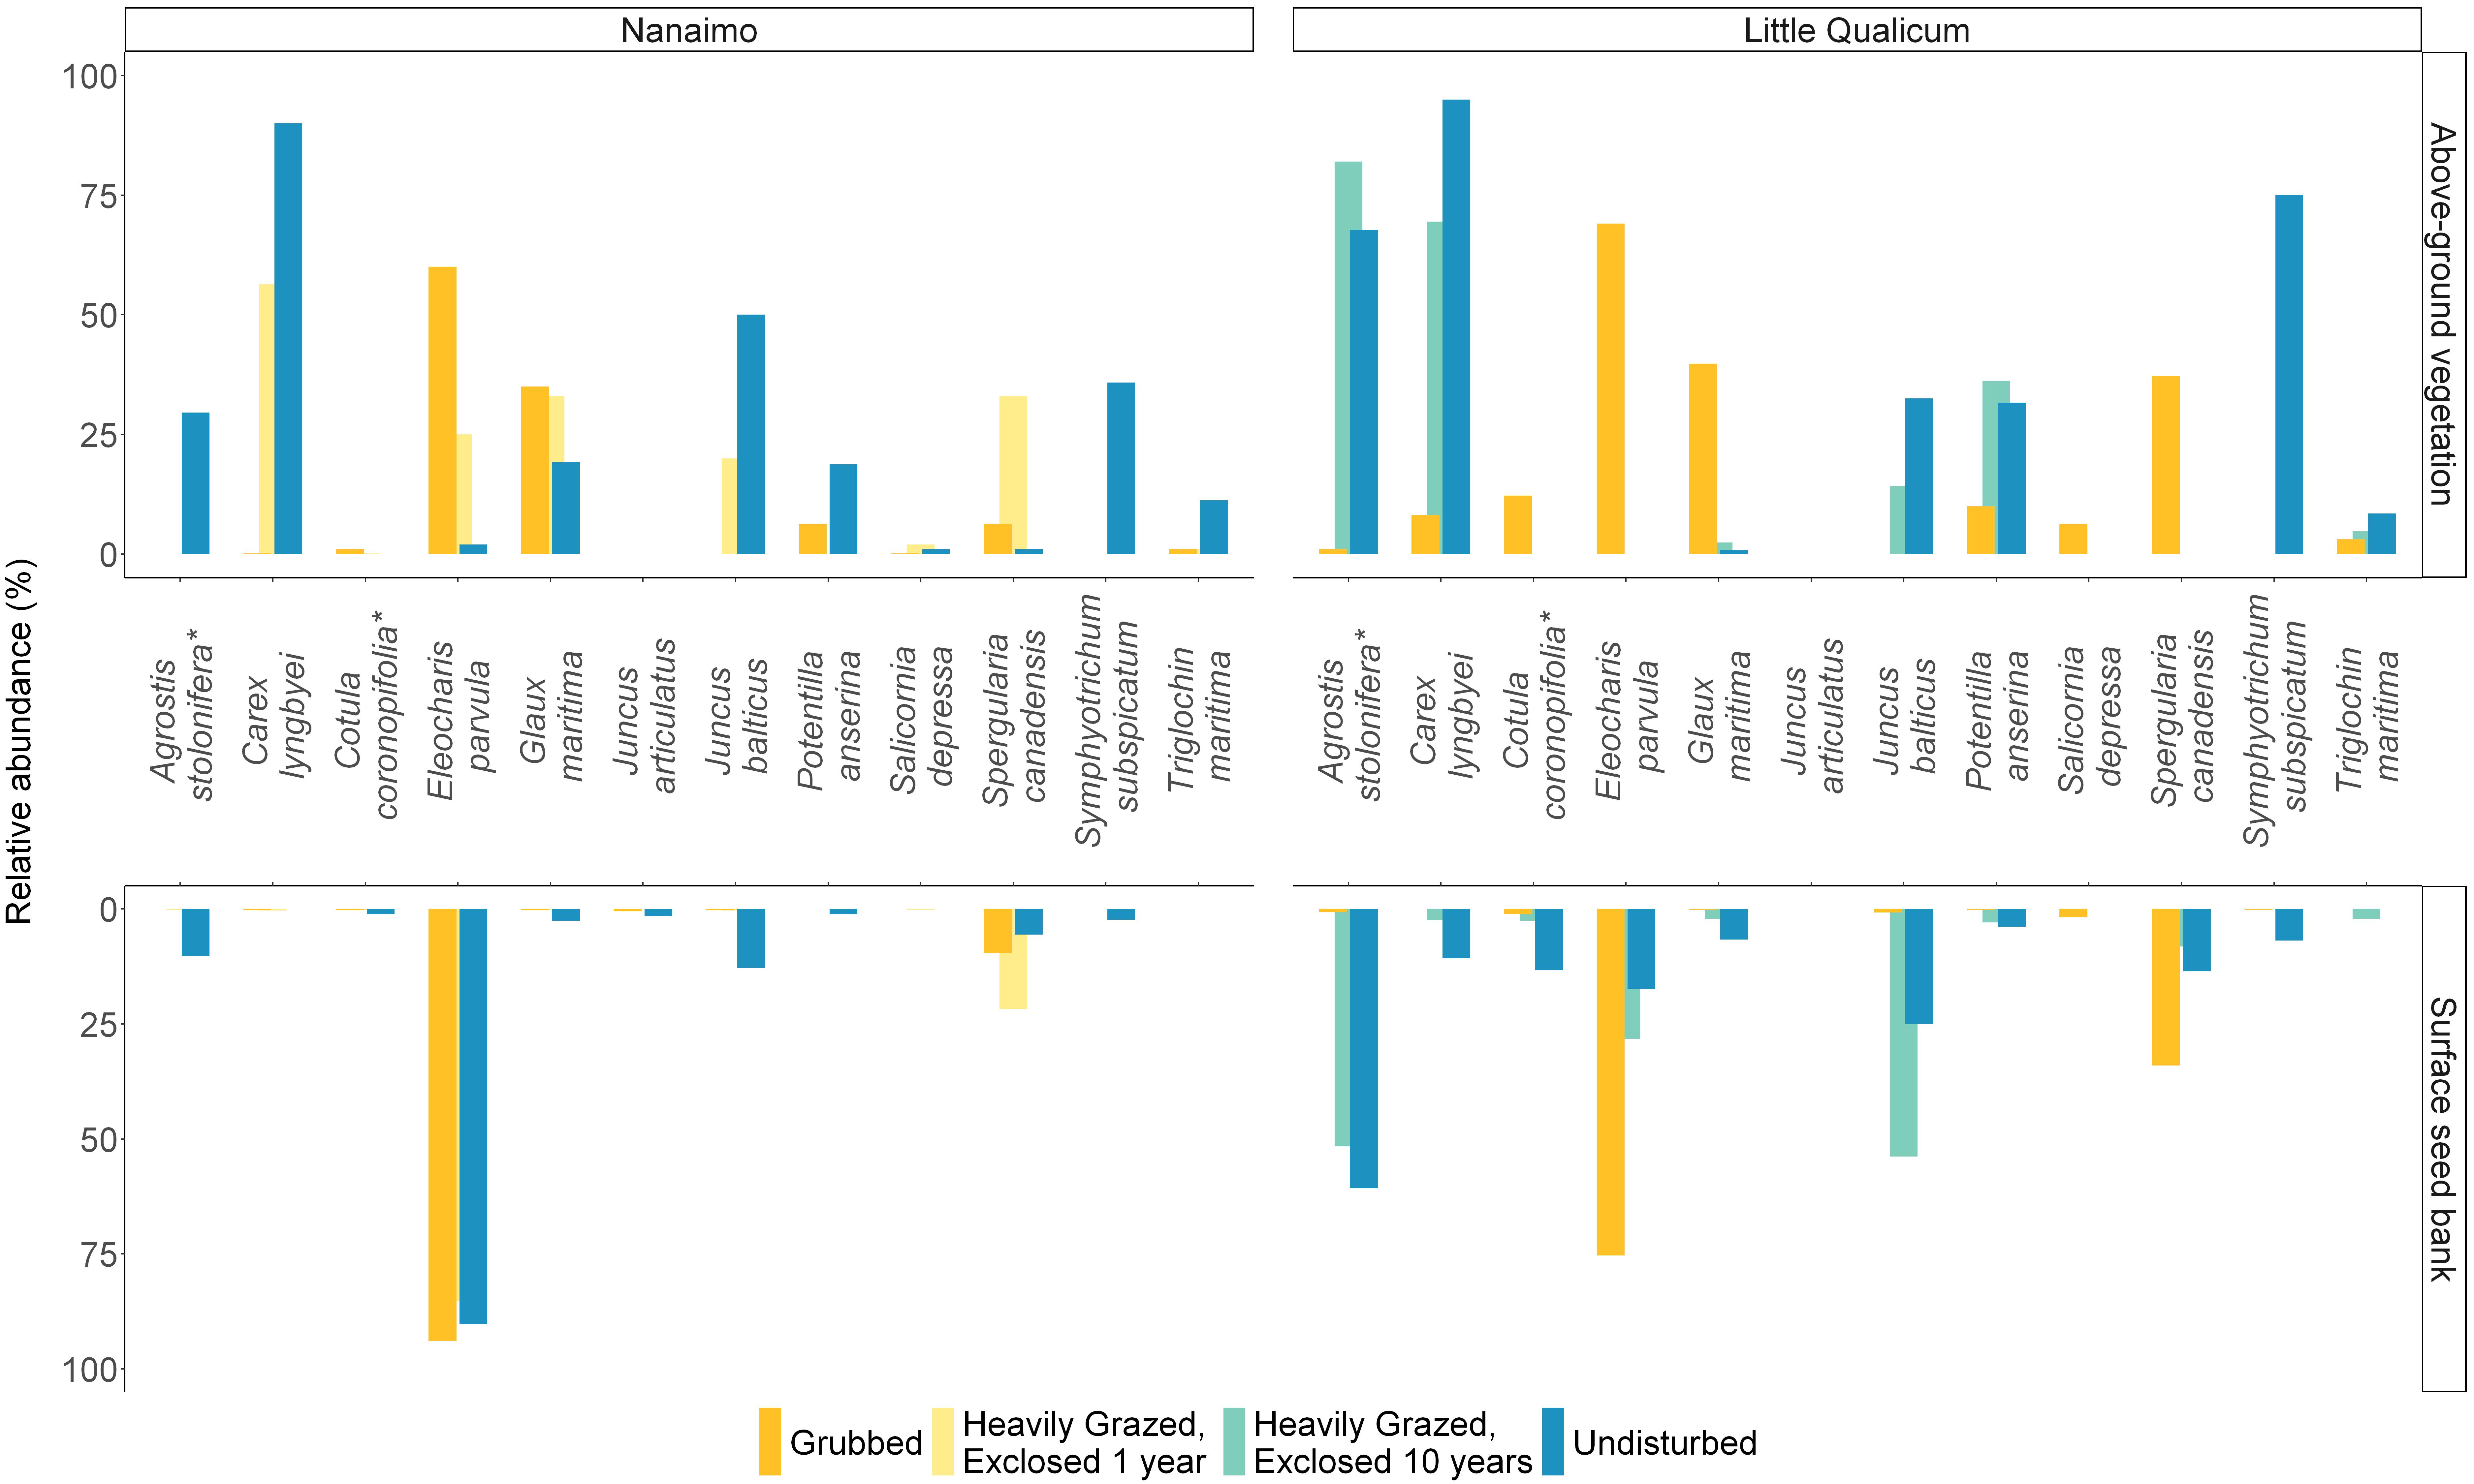 Nanaimo
Little Qualicum
Relative abundance (%)
100
75
50
25
0
Above-ground vegetation
Agrostis
stolonifera*
Carex
lyngbyei
Cotula
coronopifolia*
Eleocharis
parvula
Glaux
maritima
Juncus
articulatus
Juncus
balticus
Potentilla
anserina
Salicornia
depressa
Spergularia
canadensis
Symphyotrichum
subspicatum
Triglochin
maritima
Agrostis
stolonifera*
Carex
lyngbyei
Cotula
coronopifolia*
Eleocharis
parvula
Glaux
maritima
Juncus
articulatus
Juncus
balticus
Potentilla
anserina
Salicornia
depressa
Spergularia
canadensis
Symphyotrichum
subspicatum
Triglochin
maritima
0
25
50
75
100
Surface seed bank
Grubbed
Heavily Grazed,
Exclosed 1 year
Heavily Grazed,
Exclosed 10 years
Undisturbed